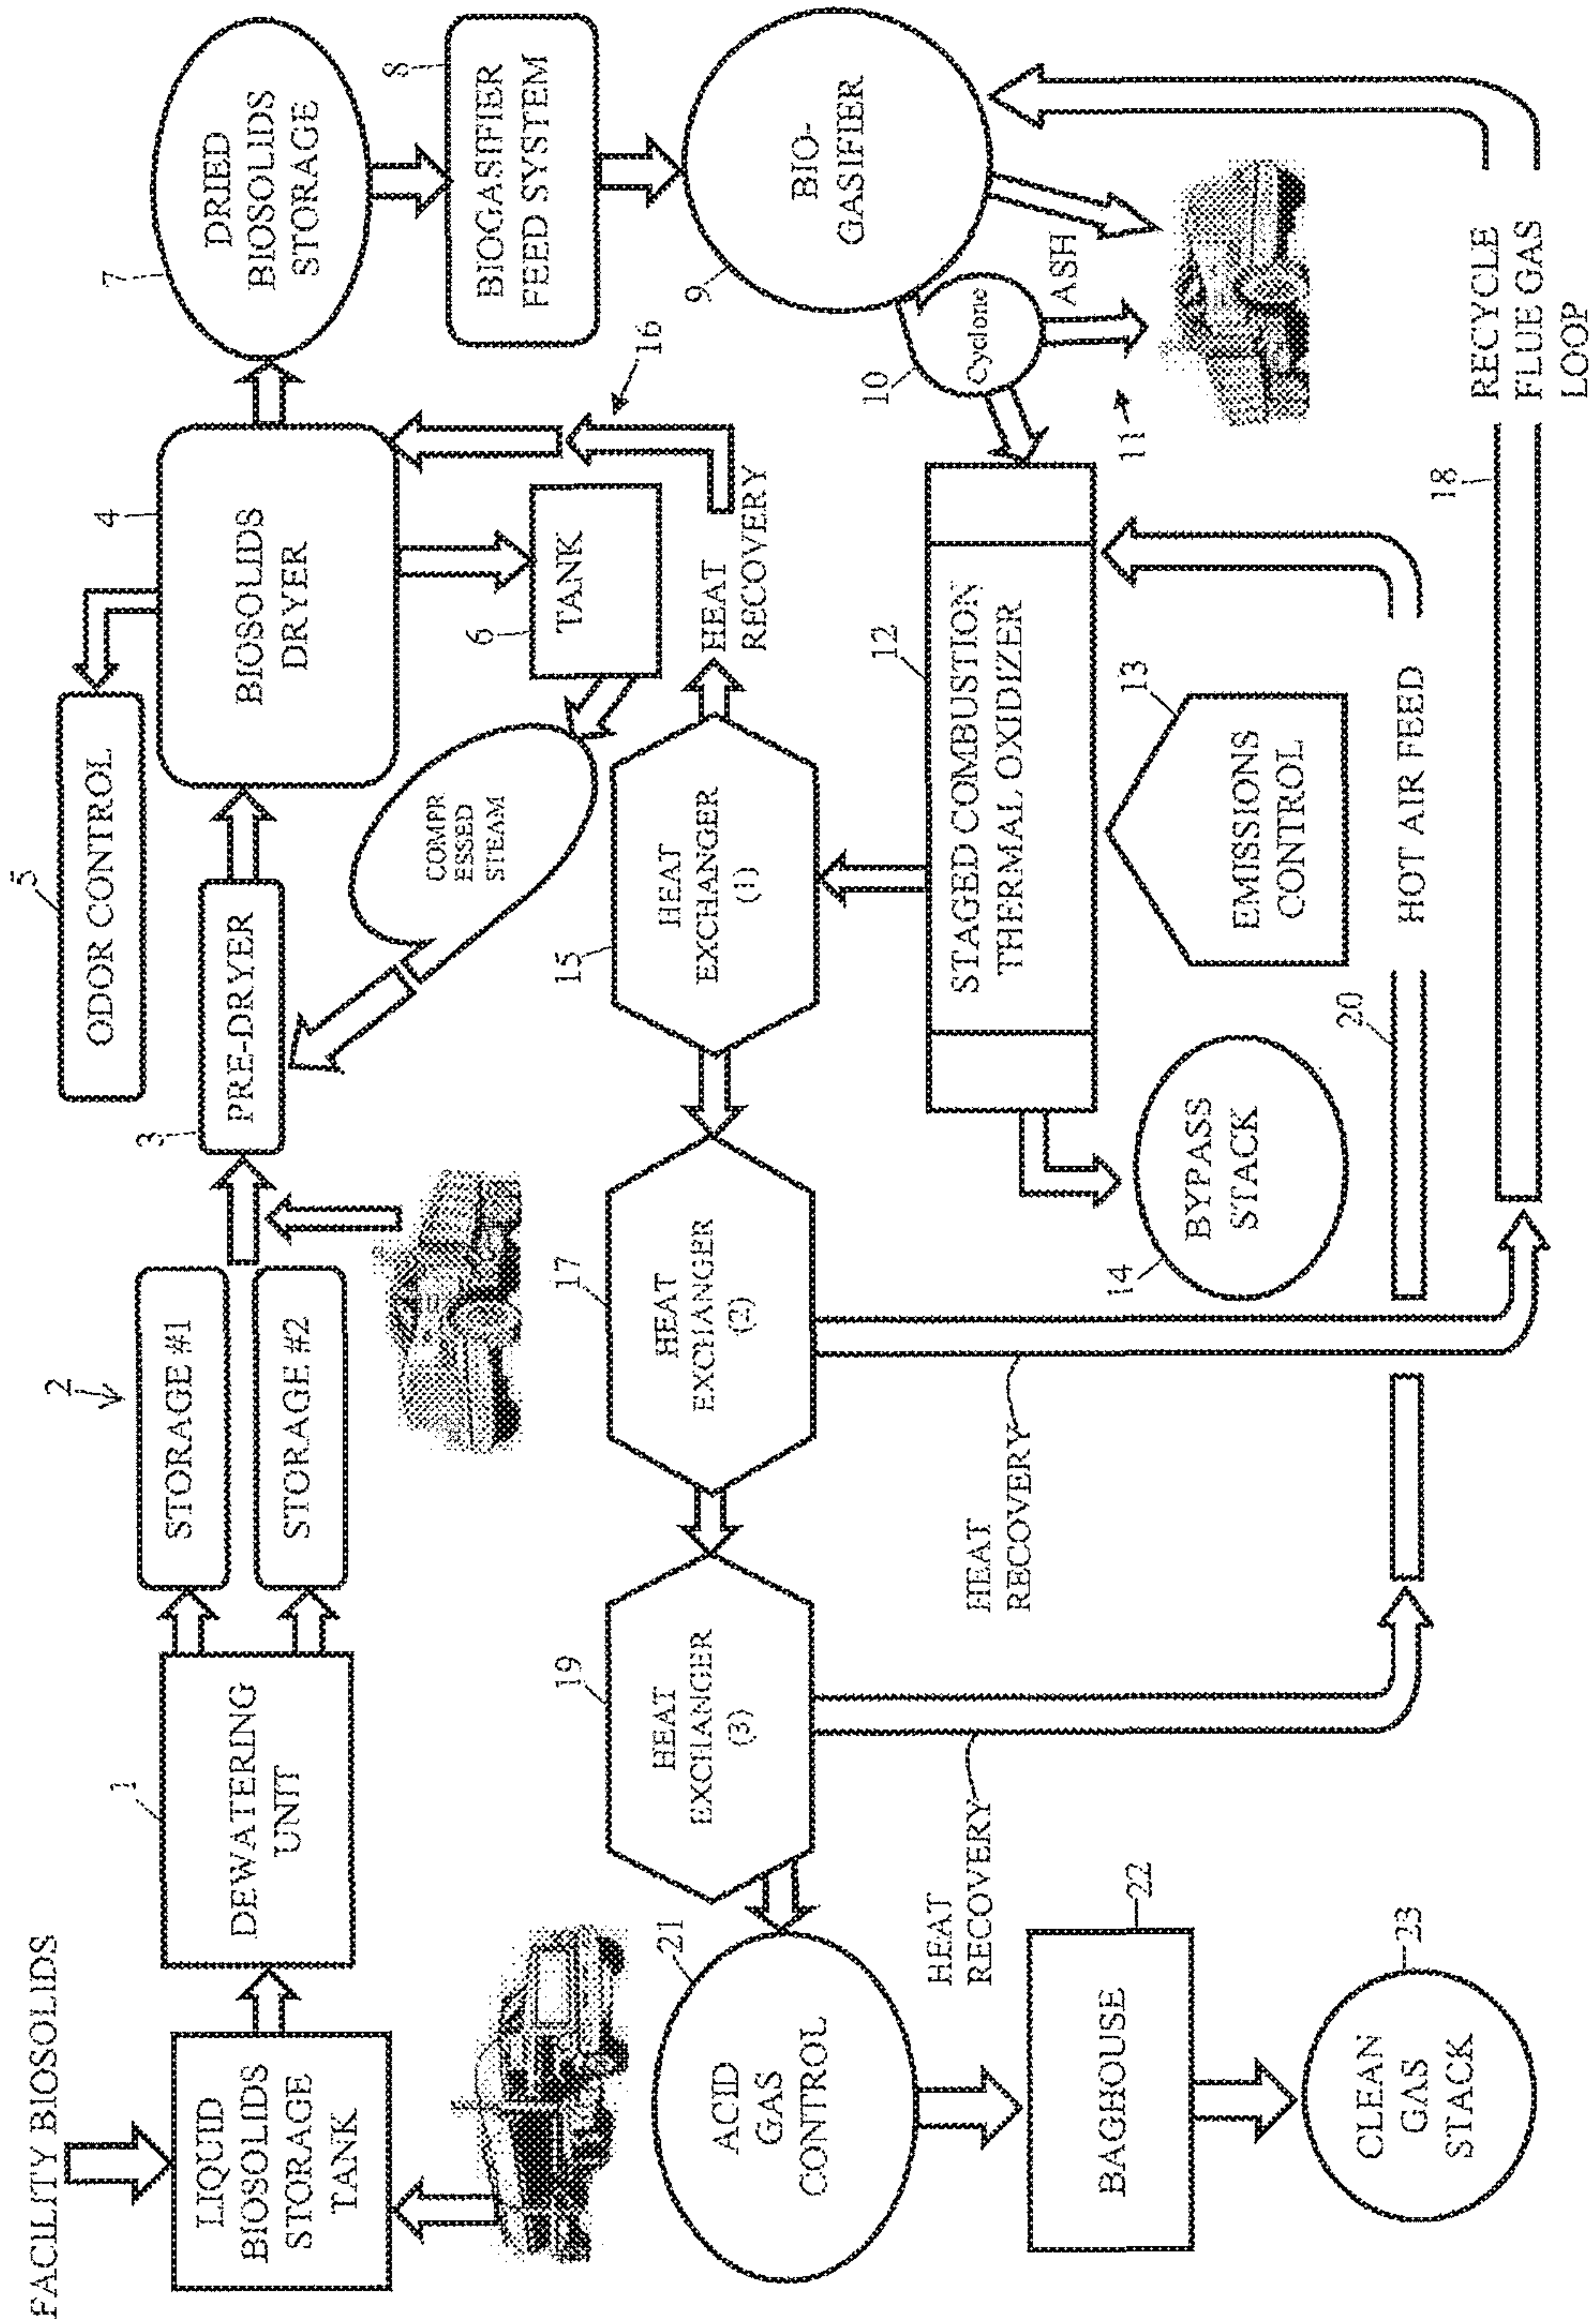 FACILITY BIOSOLIDS
LIQUID
BIOSOLIDS
STORAGE
TANK
1
DEWATERING
UNIT
2
STORAGE #1
STORAGE #2
3
PRE-DRYER
5
ODOR CONTROL
4
BIOSOLIDS
DRYER
7
DRIED
BIOSOLIDS
STORAGE
COMPR
ESSED
STEAM
6
TANK
16
HEAT
RECOVERY
8
BIOGASIFIER
FEED SYSTEM
9
BIO-
GASIFIER
10
Cyclone
ASH
11
21
ACID
GAS
CONTROL
19
HEAT
EXCHANGER
(3)
17
HEAT
EXCHANGER
(2)
15
HEAT
EXCHANGER
(1)
12
STAGED COMBUSTION
THERMAL OXIDIZER
13
EMISSIONS
CONTROL
14
BYPASS
STACK
HEAT
RECOVERY
HEAT
RECOVERY
22
BAGHOUSE
23
CLEAN
GAS
STACK
20
HOT AIR FEED
18
RECYCLE
FLUE GAS
LOOP